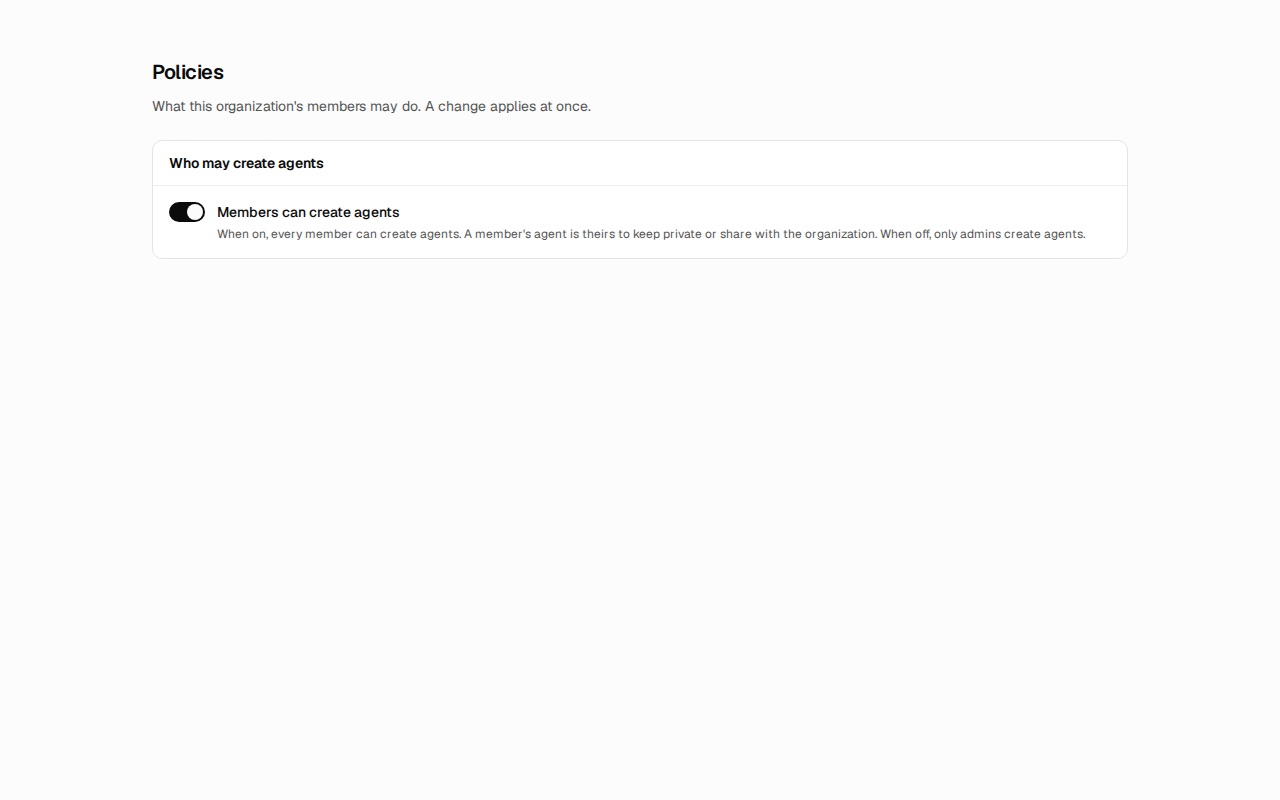 Policies
What this organization's members may do. A change applies at once.
Who may create agents
Members can create agents
When on, every member can create agents. A member's agent is theirs to keep private or share with the organization. When off, only admins create agents.